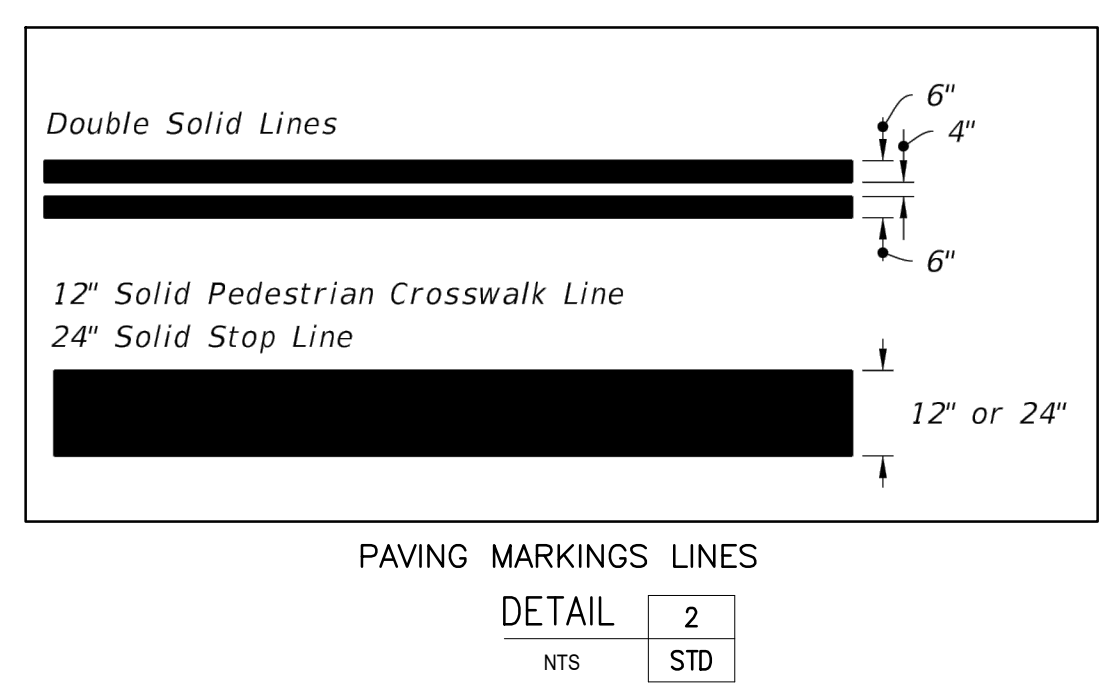 Double Solid Lines
6"
4"
6"
12" Solid Pedestrian Crosswalk Line
24" Solid Stop Line
12" or 24"
PAVING MARKINGS LINES
DETAIL 2
NTS STD